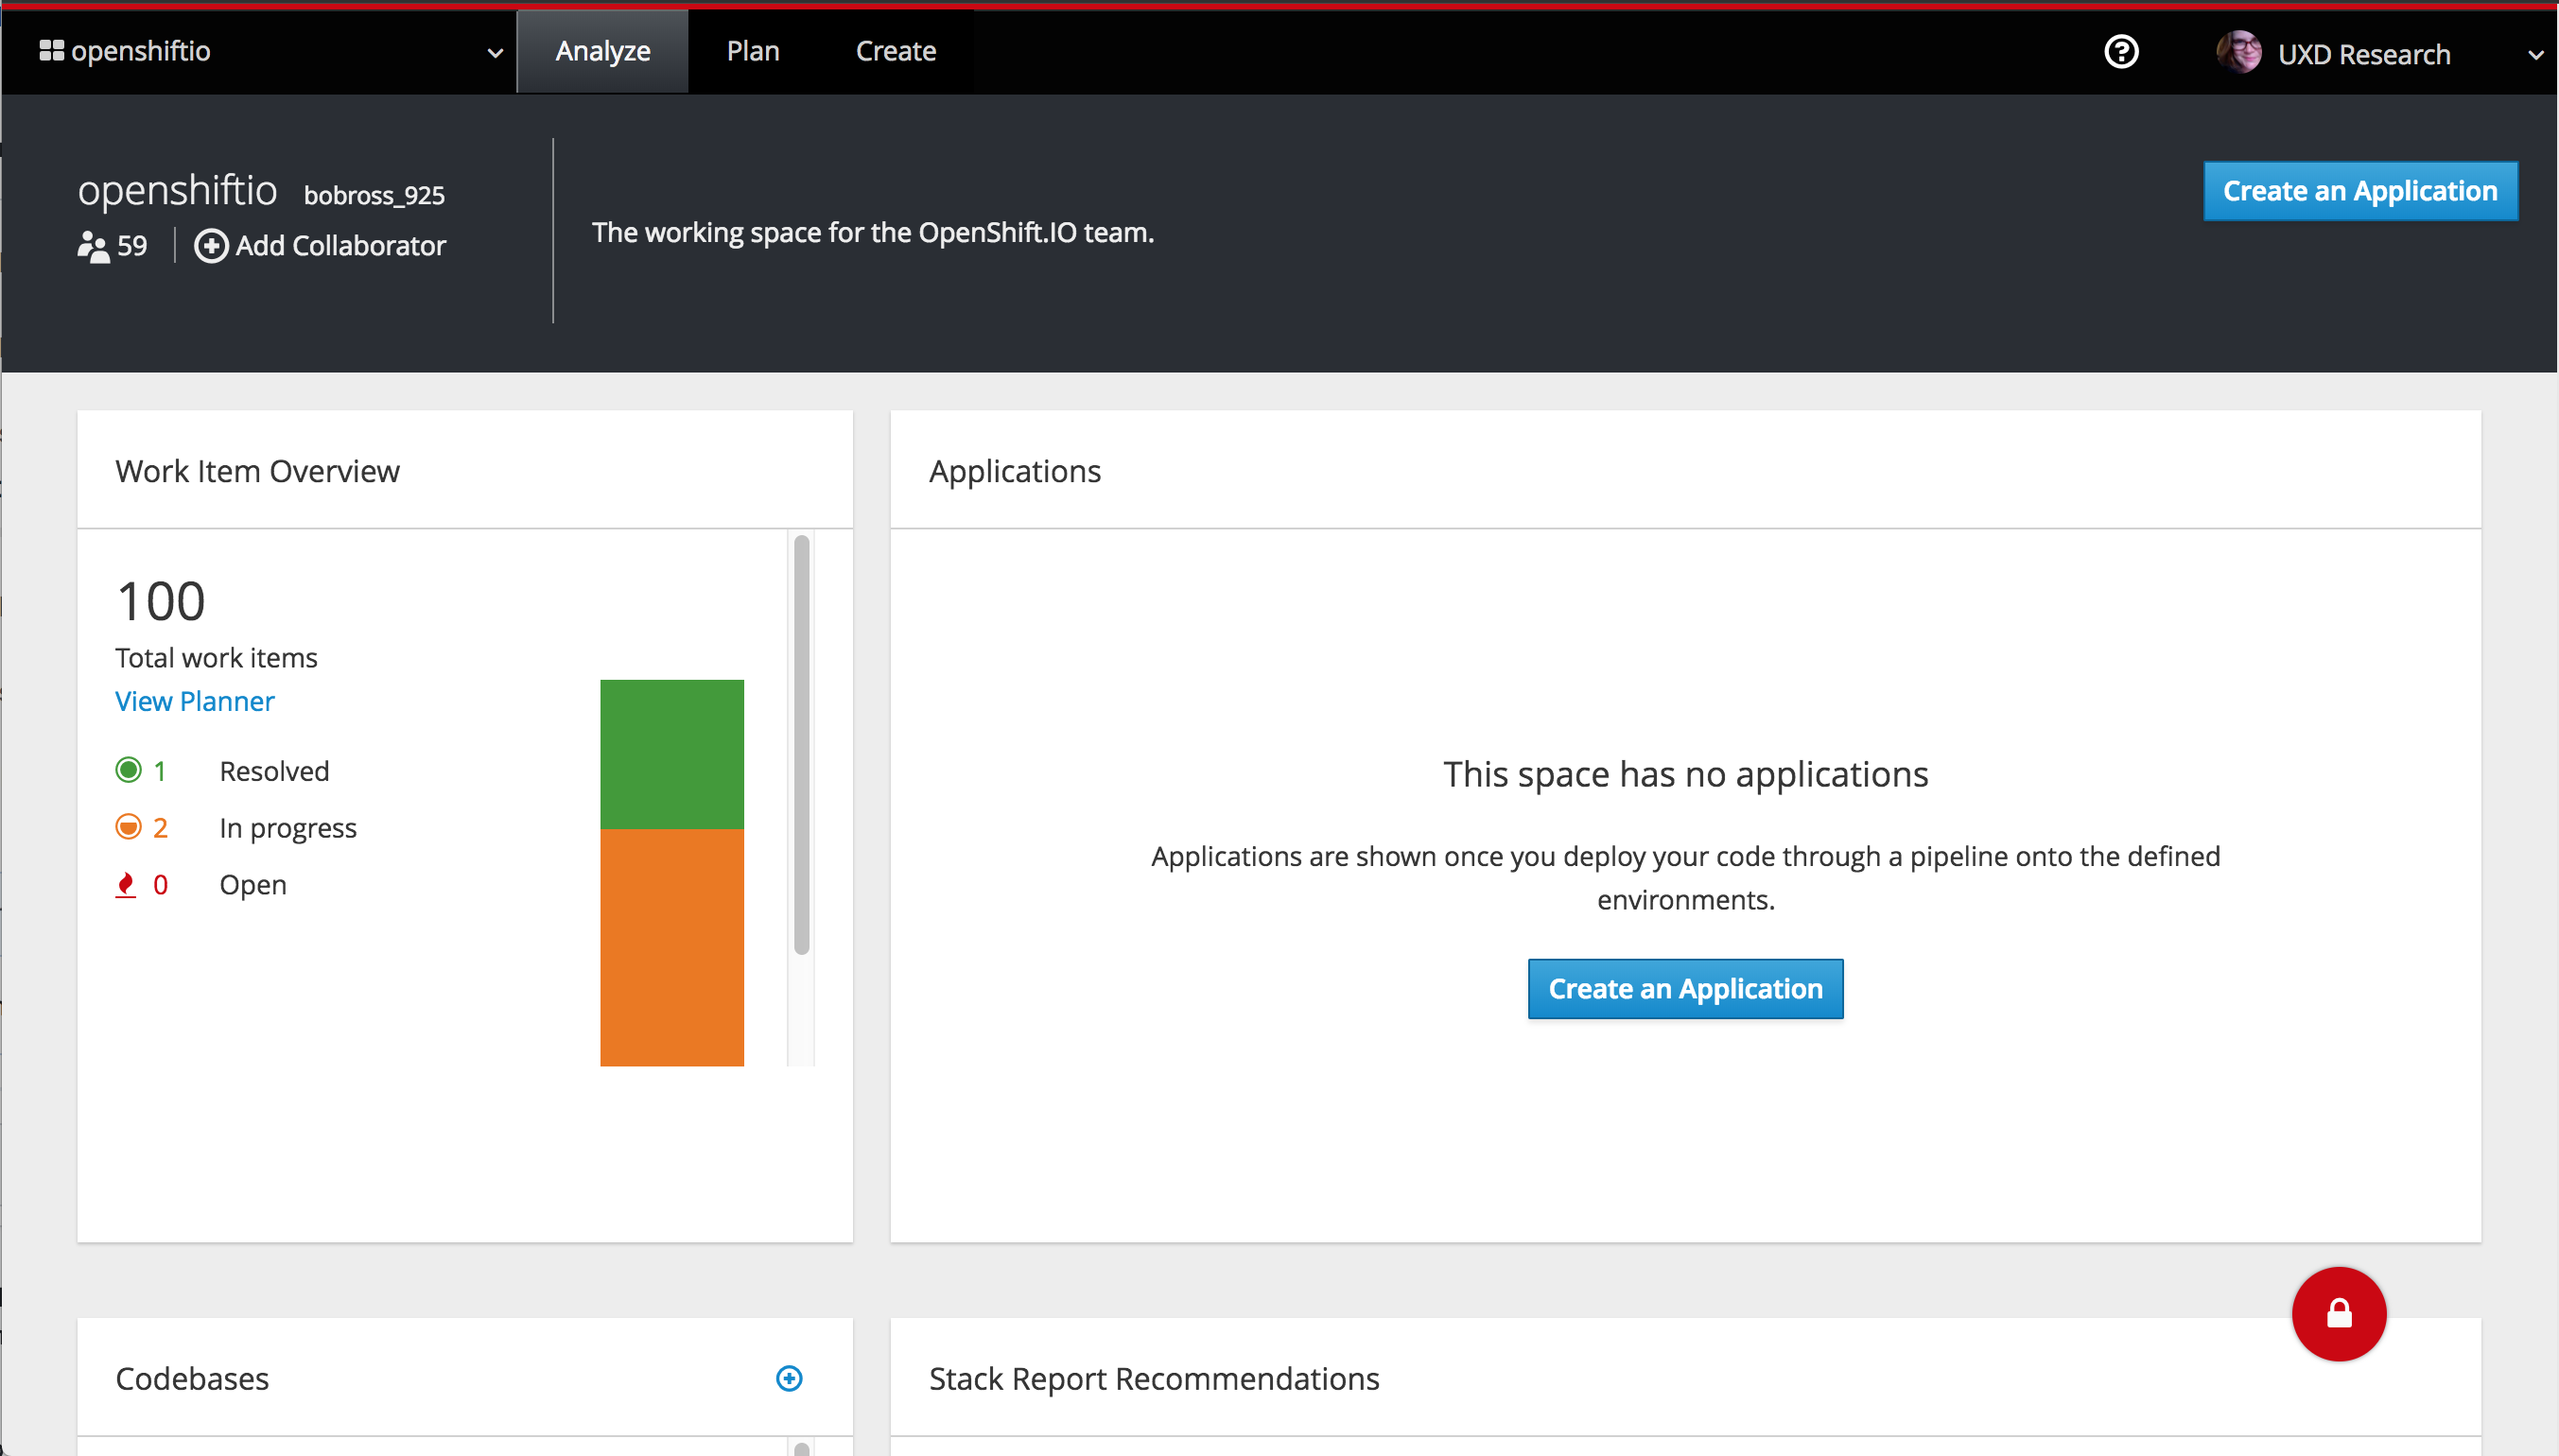 openshiftio
Analyze
Plan
Create
UXD Research
openshiftio bobross_925
59
Add Collaborator
The working space for the OpenShift.IO team.
Create an Application
Work Item Overview
100
Total work items
View Planner
1 Resolved
2 In progress
0 Open
Applications
This space has no applications
Applications are shown once you deploy your code through a pipeline onto the defined
environments.
Create an Application
Codebases
Stack Report Recommendations